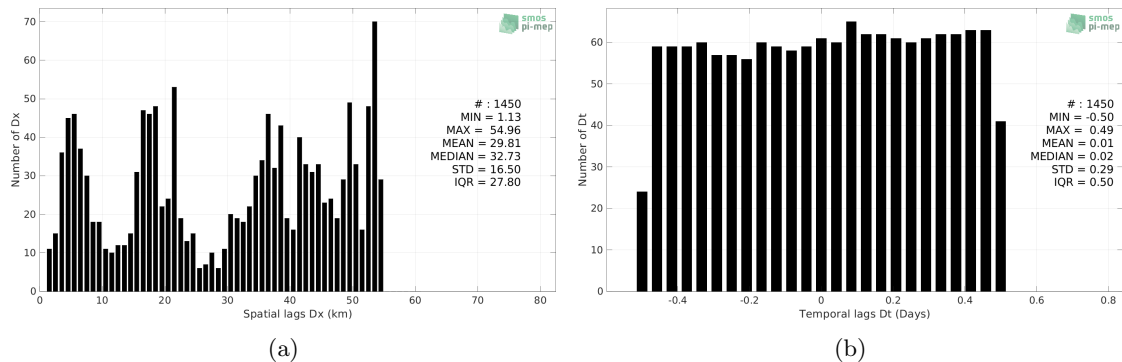 70
60
50
40
30
20
10
0
Number of Dx
smos
pi-mep
# : 1450
MIN = 1.13
MAX = 54.96
MEAN = 29.81
MEDIAN = 32.73
STD = 16.50
IQR = 27.80
0 10 20 30 40 50 60 70 80
Spatial lags Dx (km)
(a)
60
50
40
30
20
10
0
Number of Dt
smos
pi-mep
# : 1450
MIN = -0.50
MAX = 0.49
MEAN = 0.01
MEDIAN = 0.02
STD = 0.29
IQR = 0.50
-0.4 -0.2 0 0.2 0.4 0.6 0.8
Temporal lags Dt (Days)
(b)